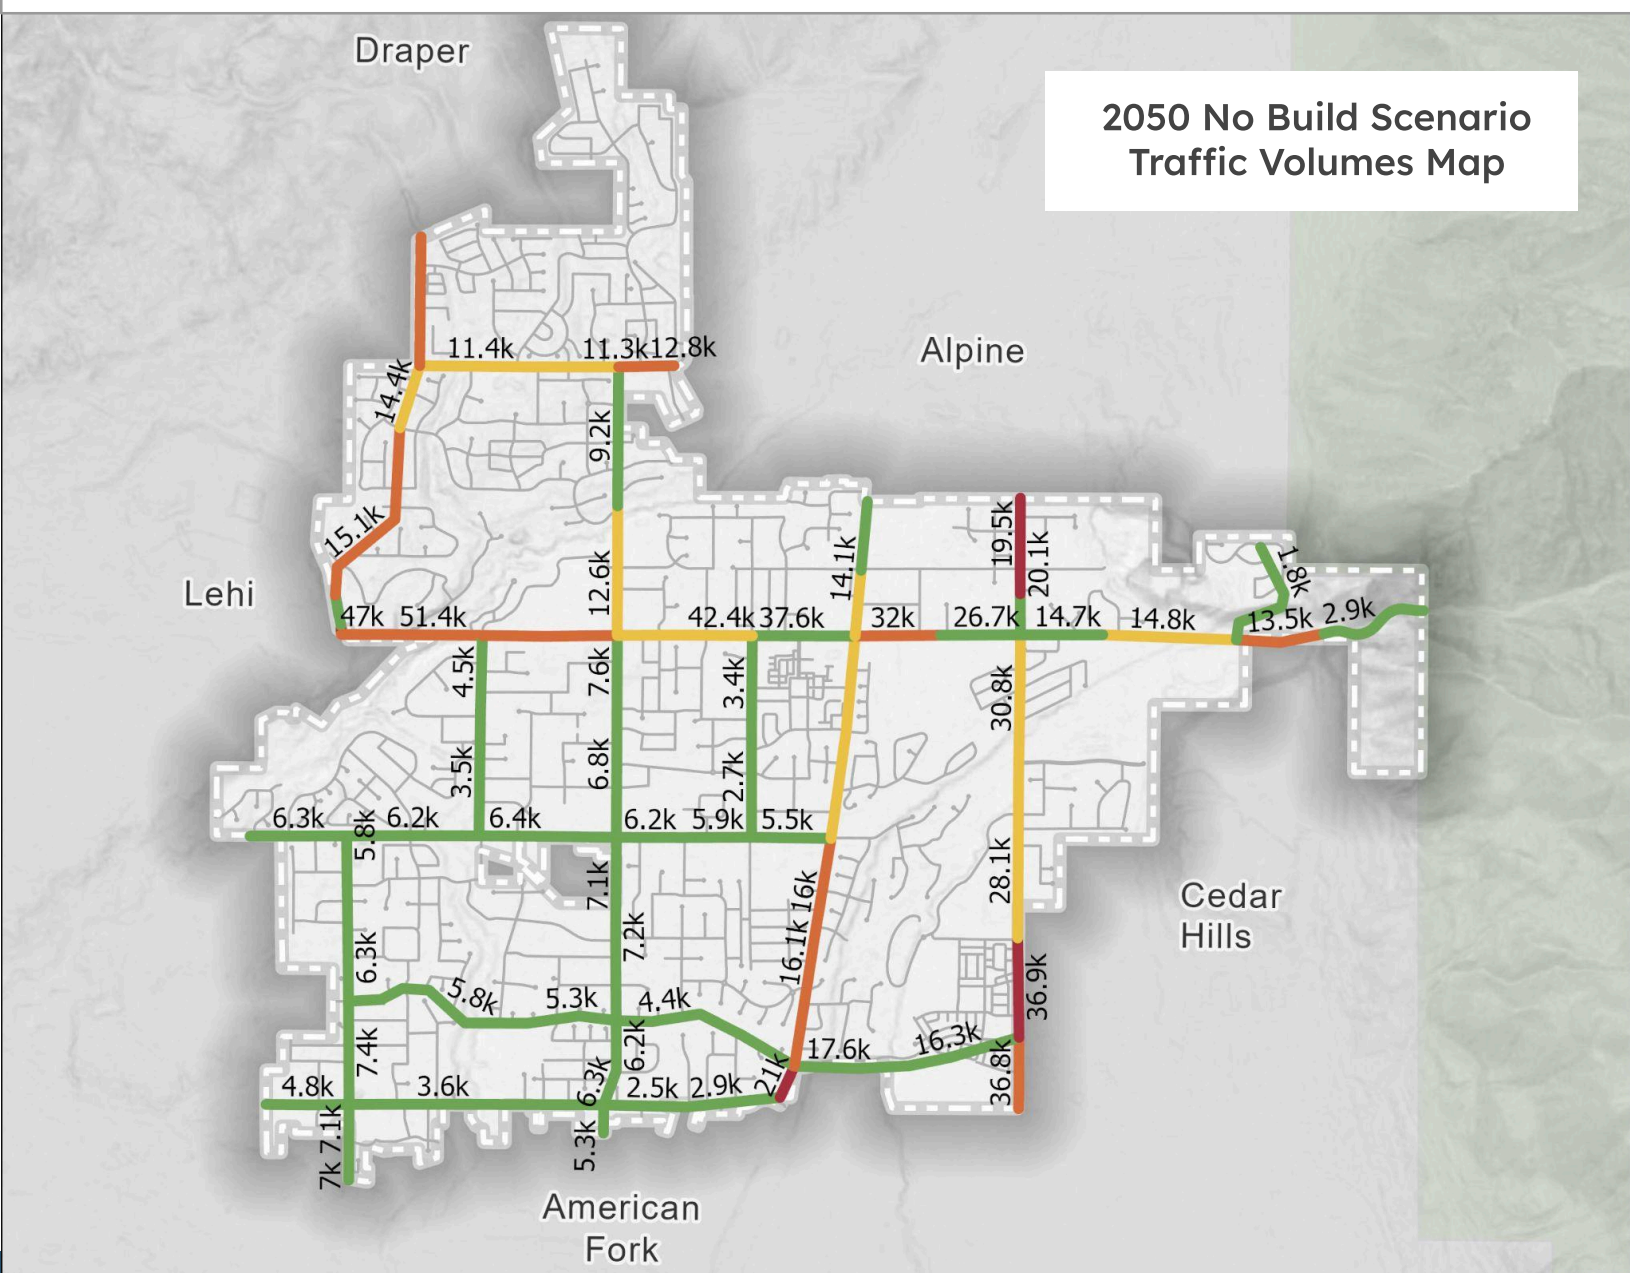 Draper
2050 No Build Scenario
Traffic Volumes Map
11.4k
11.3k
12.8k
Alpine
14.4k
9.2k
15.1k
14.1k
19.5k
20.1k
12.6k
1.8k
Lehi
47k
51.4k
42.4k
37.6k
32k
26.7k
14.7k
14.8k
13.5k
2.9k
4.5k
7.6k
3.4k
30.8k
3.5k
6.8k
2.7k
6.3k
5.8k
6.2k
6.4k
6.2k
5.9k
5.5k
7.1k
16k
28.1k
Cedar
Hills
6.3k
7.2k
16.1k
36.9k
5.8k
5.3k
4.4k
7.4k
6.2k
17.6k
16.3k
36.8k
4.8k
3.6k
6.3k
2.5k
2.9k
21k
7.1k
7k
5.3k
American
Fork